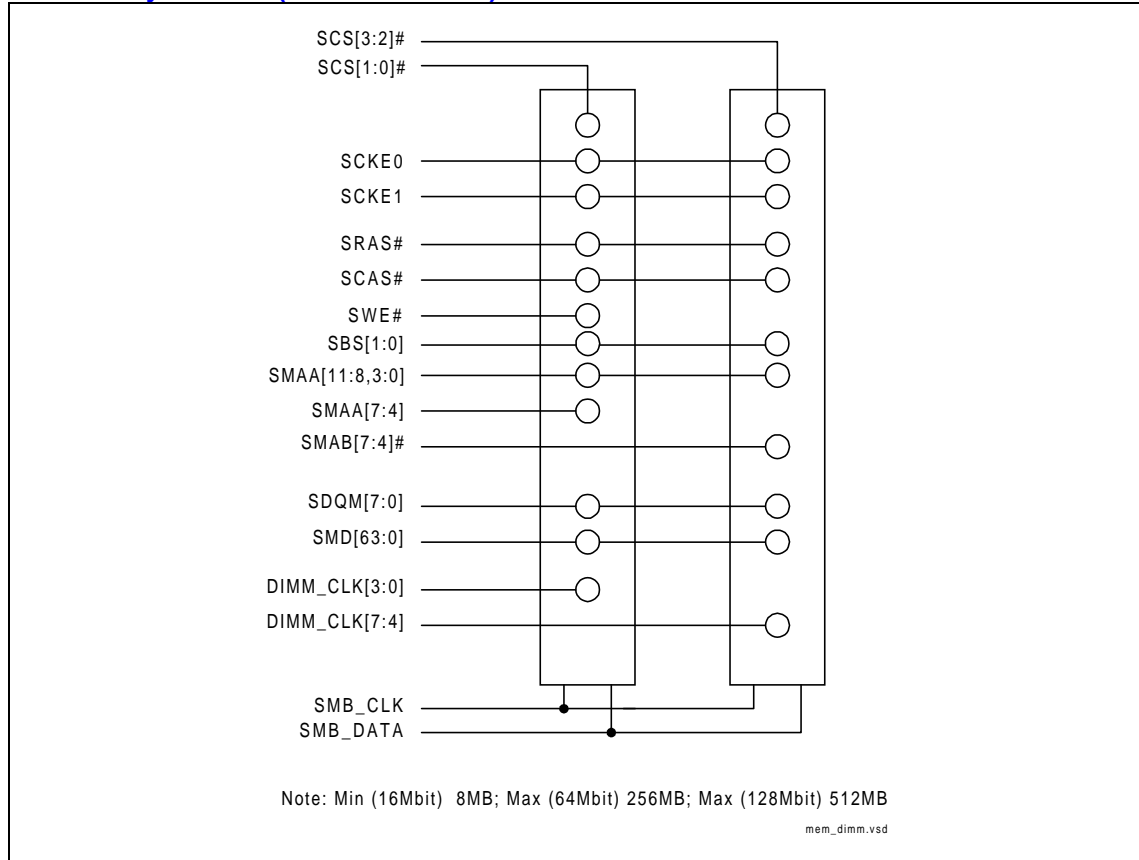 SCS[3:2]#
SCS[1:0]#
SCKE0
SCKE1
SRAS#
SCAS#
SWE#
SBS[1:0]
SMAA[11:8,3:0]
SMAA[7:4]
SMAB[7:4]#
SDQM[7:0]
SMD[63:0]
DIMM_CLK[3:0]
DIMM_CLK[7:4]
SMB_CLK
SMB_DATA
Note: Min (16Mbit) 8MB; Max (64Mbit) 256MB; Max (128Mbit) 512MB
mem_dimm.vsd